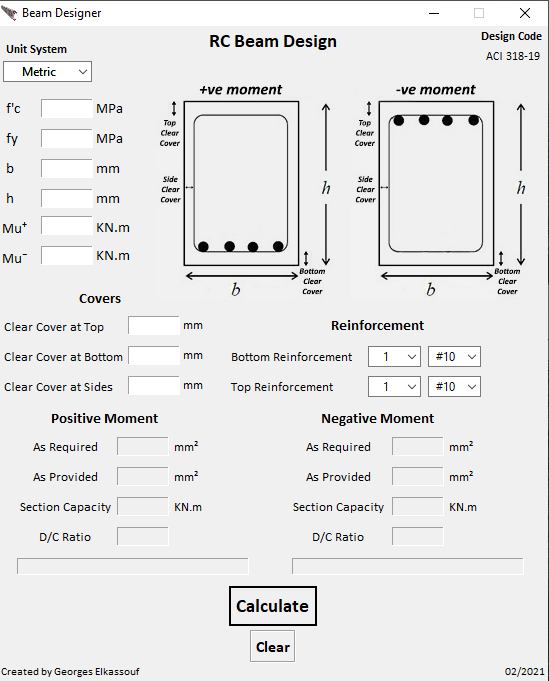 Beam Designer
Unit System
RC Beam Design
Design Code
Metric
ACI 318-19
f'c MPa
fy MPa
b mm
h mm
Mu⁺ KN.m
Mu⁻ KN.m
+ve moment
Top Clear Cover
Side Clear Cover
h
b
Bottom Clear Cover
-ve moment
Top Clear Cover
Side Clear Cover
h
b
Bottom Clear Cover
Covers
Clear Cover at Top mm
Clear Cover at Bottom mm
Clear Cover at Sides mm
Reinforcement
Bottom Reinforcement 1 #10
Top Reinforcement 1 #10
Positive Moment
As Required mm²
As Provided mm²
Section Capacity KN.m
D/C Ratio
Negative Moment
As Required mm²
As Provided mm²
Section Capacity KN.m
D/C Ratio
Calculate
Clear
Created by Georges Elkassouf
02/2021